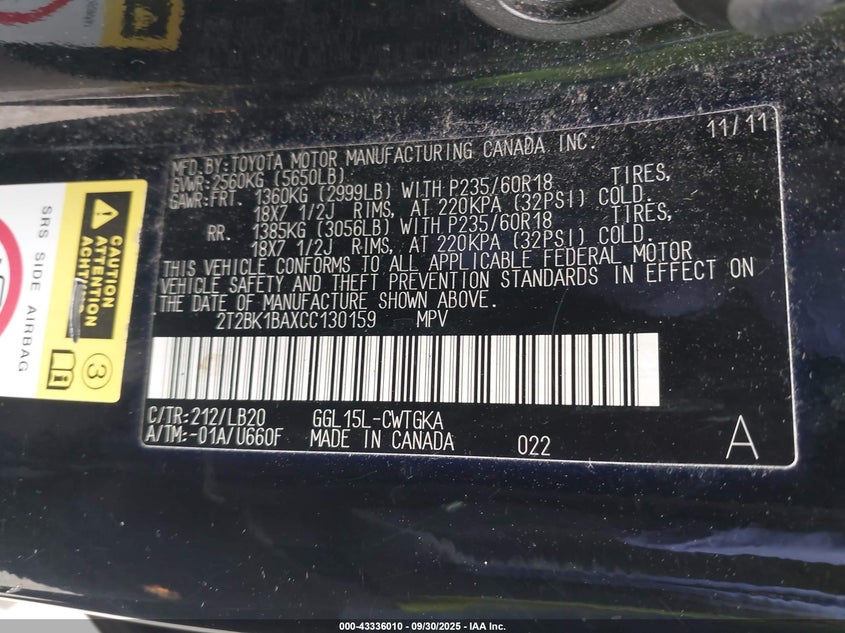 11/11
MFD.BY:TOYOTA MOTOR MANUFACTURING CANADA INC.
GVWR:2560KG (5650LB)
GAWR:FRT. 1360KG (2999LB) WITH P235/60R18 TIRES,
18X7 1/2J RIMS, AT 220KPA (32PSI) COLD.
RR. 1385KG (3056LB) WITH P235/60R18 TIRES,
18X7 1/2J RIMS, AT 220KPA (32PSI) COLD.
THIS VEHICLE CONFORMS TO ALL APPLICABLE FEDERAL MOTOR
VEHICLE SAFETY AND THEFT PREVENTION STANDARDS IN EFFECT ON
THE DATE OF MANUFACTURE SHOWN ABOVE.
2T2BK1BAXCC130159 MPV
C/TR:212/LB20 GGL15L-CWTGKA
A/TM:-01A/U660F MADE IN CANADA 022 A
CAUTION
ATTENTION
SRS SIDE AIRBAG
3
000-43336010 - 09/30/2025 - IAA Inc.